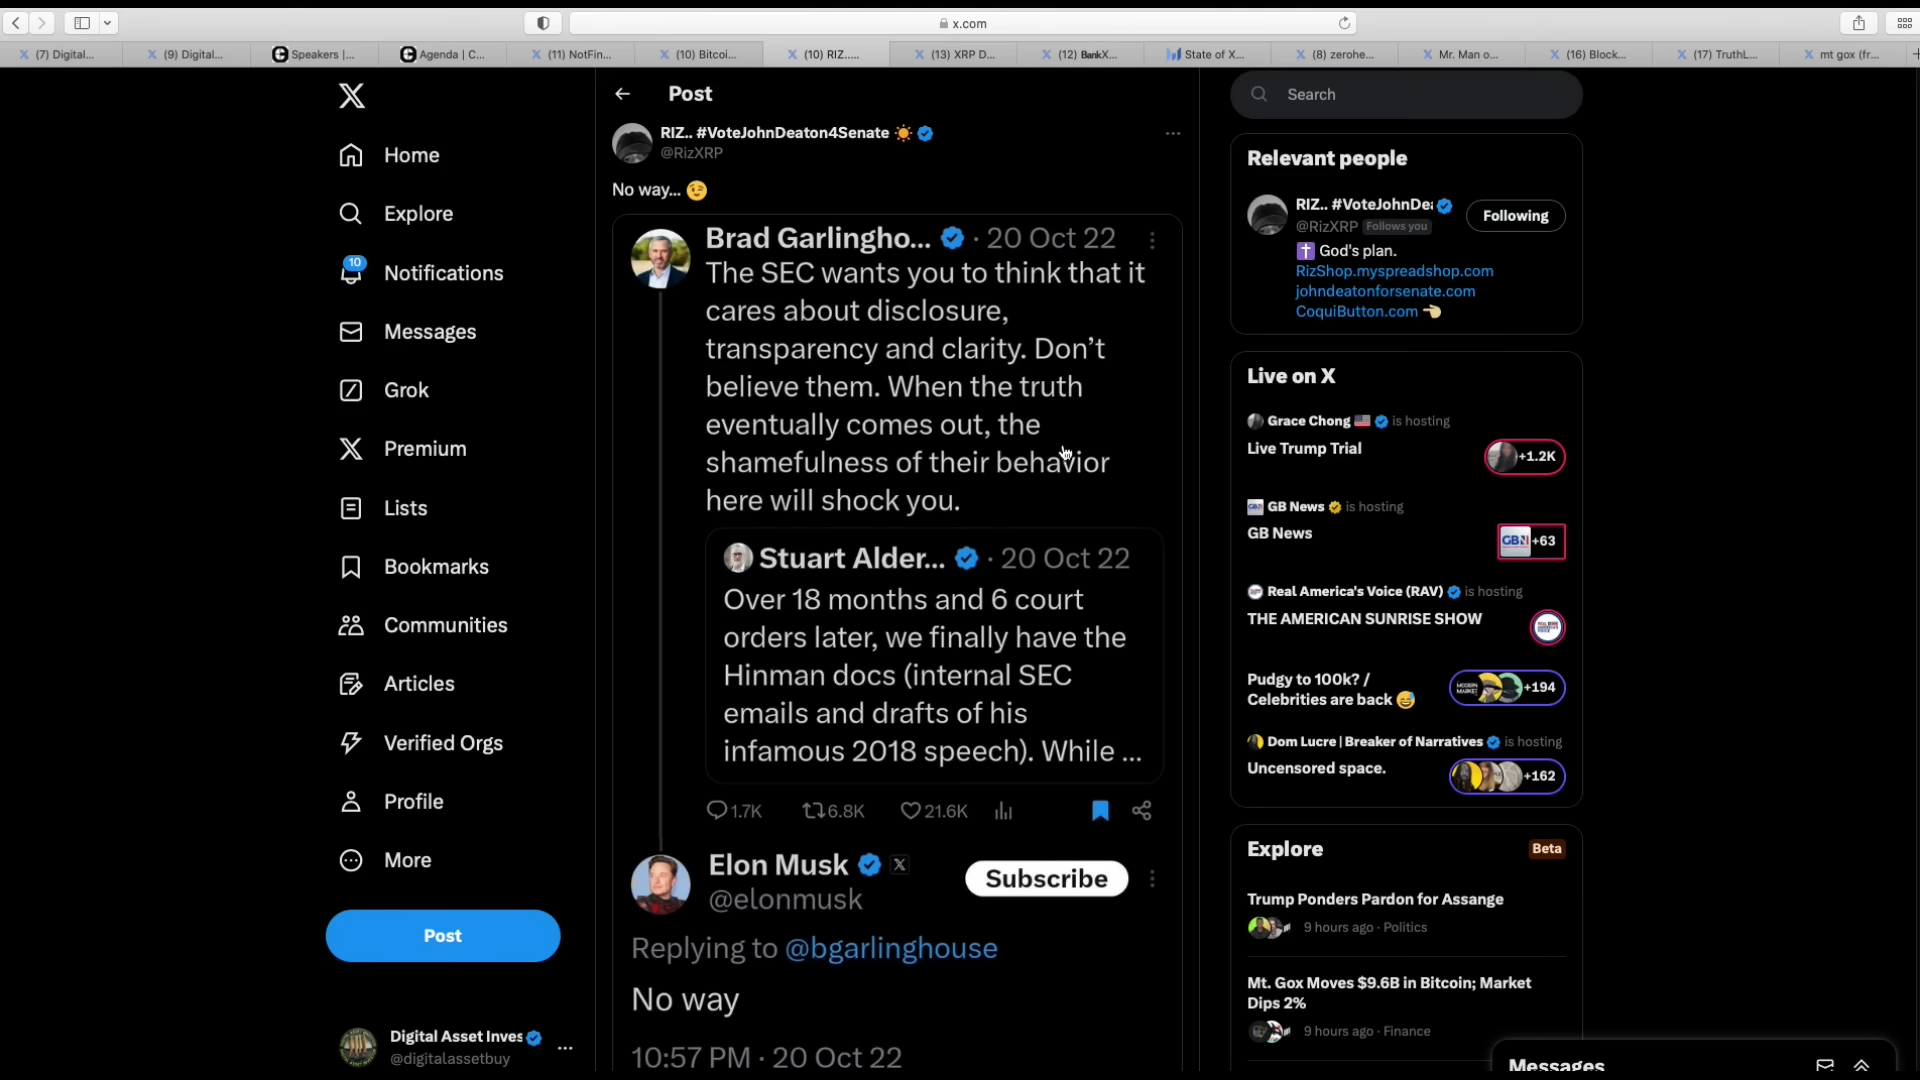 x.com
(7) Digital...
(9) Digital...
Speakers |...
Agenda | C...
(11) NotFin...
(10) Bitcoi...
(10) RIZ.....
(13) XRP D...
(12) BankX...
State of X...
(8) zerohe...
Mr. Man o...
(16) Block...
(17) TruthL...
mt gox (fr...
Home
Explore
10
Notifications
Messages
Grok
Premium
Lists
Bookmarks
Communities
Articles
Verified Orgs
Profile
More
Post
Digital Asset Inves
@digitalassetbuy
Post
RIZ.. #VoteJohnDeaton4Senate
@RizXRP
No way...
Brad Garlingho... · 20 Oct 22
The SEC wants you to think that it
cares about disclosure,
transparency and clarity. Don't
believe them. When the truth
eventually comes out, the
shamefulness of their behavior
here will shock you.
Stuart Alder... · 20 Oct 22
Over 18 months and 6 court
orders later, we finally have the
Hinman docs (internal SEC
emails and drafts of his
infamous 2018 speech). While ...
1.7K 6.8K 21.6K
Elon Musk
@elonmusk
Subscribe
Replying to @bgarlinghouse
No way
10:57 PM · 20 Oct 22
Search
Relevant people
RIZ.. #VoteJohnDea
@RizXRP Follows you
Following
God's plan.
RizShop.myspreadshop.com
johndeatonforsenate.com
CoquiButton.com
Live on X
Grace Chong is hosting
Live Trump Trial
+1.2K
GB News is hosting
GB News
GBN +63
Real America's Voice (RAV) is hosting
THE AMERICAN SUNRISE SHOW
Pudgy to 100k? /
Celebrities are back
+194
Dom Lucre | Breaker of Narratives is hosting
Uncensored space.
+162
Explore
Beta
Trump Ponders Pardon for Assange
9 hours ago · Politics
Mt. Gox Moves $9.6B in Bitcoin; Market
Dips 2%
9 hours ago · Finance
Messages